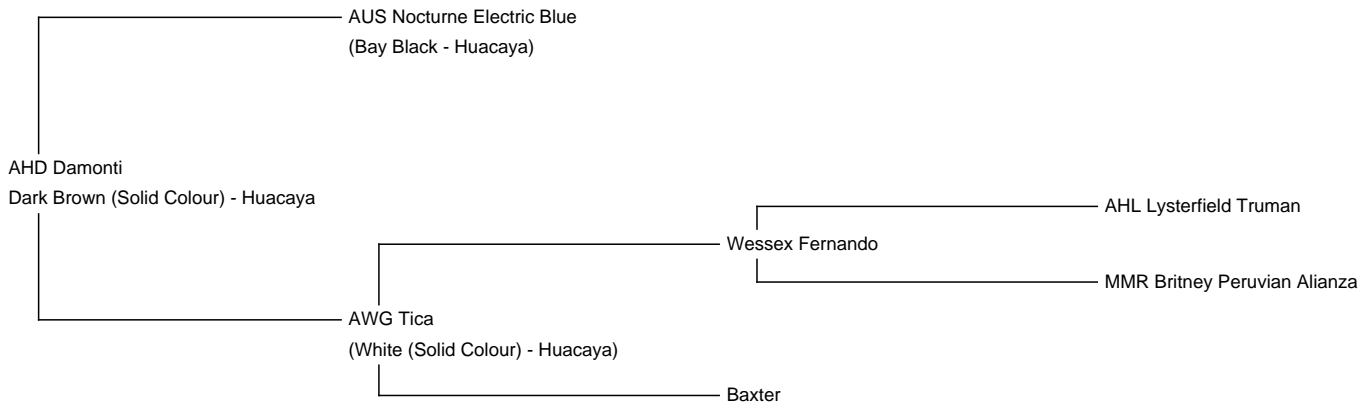 AUS Nocturne Electric Blue
(Bay Black - Huacaya)
AHD Damonti
Dark Brown (Solid Colour) - Huacaya
AHL Lysterfield Truman
Wessex Fernando
MMR Britney Peruvian Alianza
AWG Tica
(White (Solid Colour) - Huacaya)
Baxter